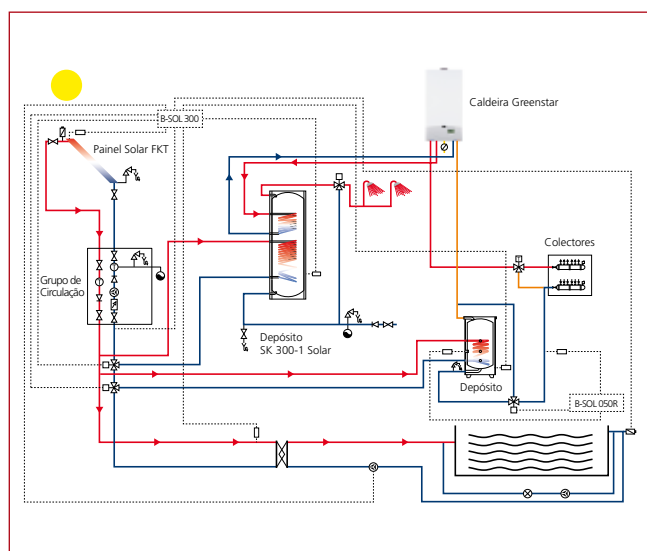 Caldeira Greenstar
B-SOL 300
Painel Solar FKT
Colectores
Grupo de
Circulação
Depósito
SK 300-1 Solar
Depósito
B-SOL 050R